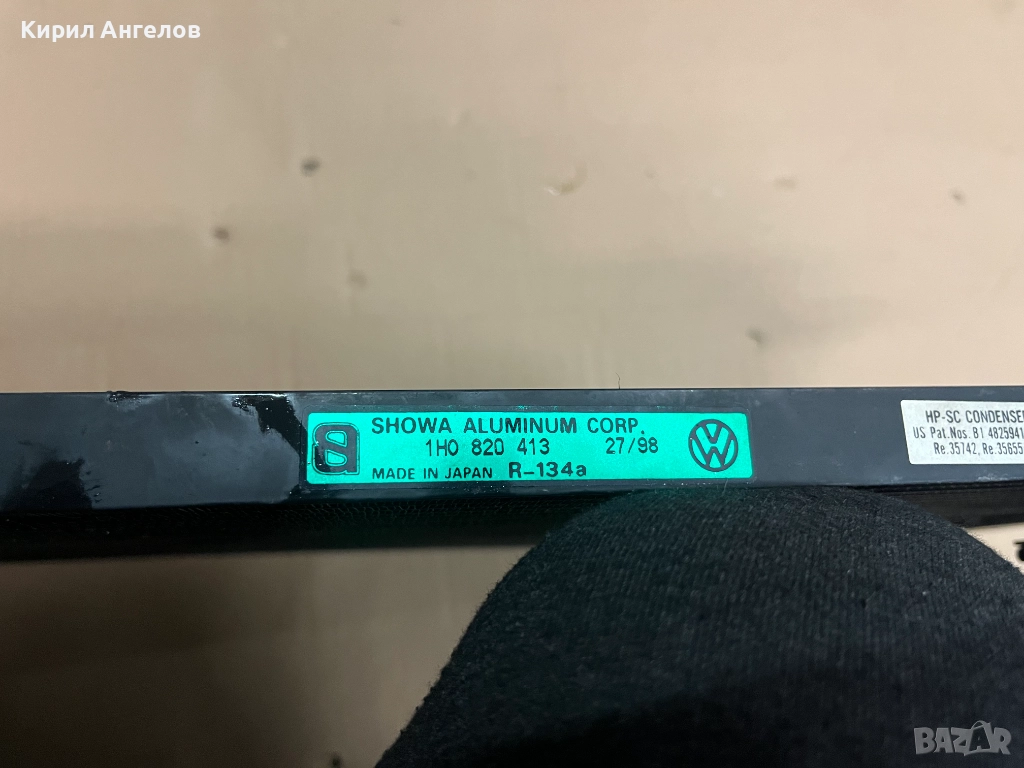 Кирил Ангелов
SHOWA ALUMINUM CORP.
1H0 820 413 27/98
MADE IN JAPAN R-134a
HP-SC CONDENSE
US Pat.Nos. B1 4825941
Re.35742, Re.35655
BAZAR